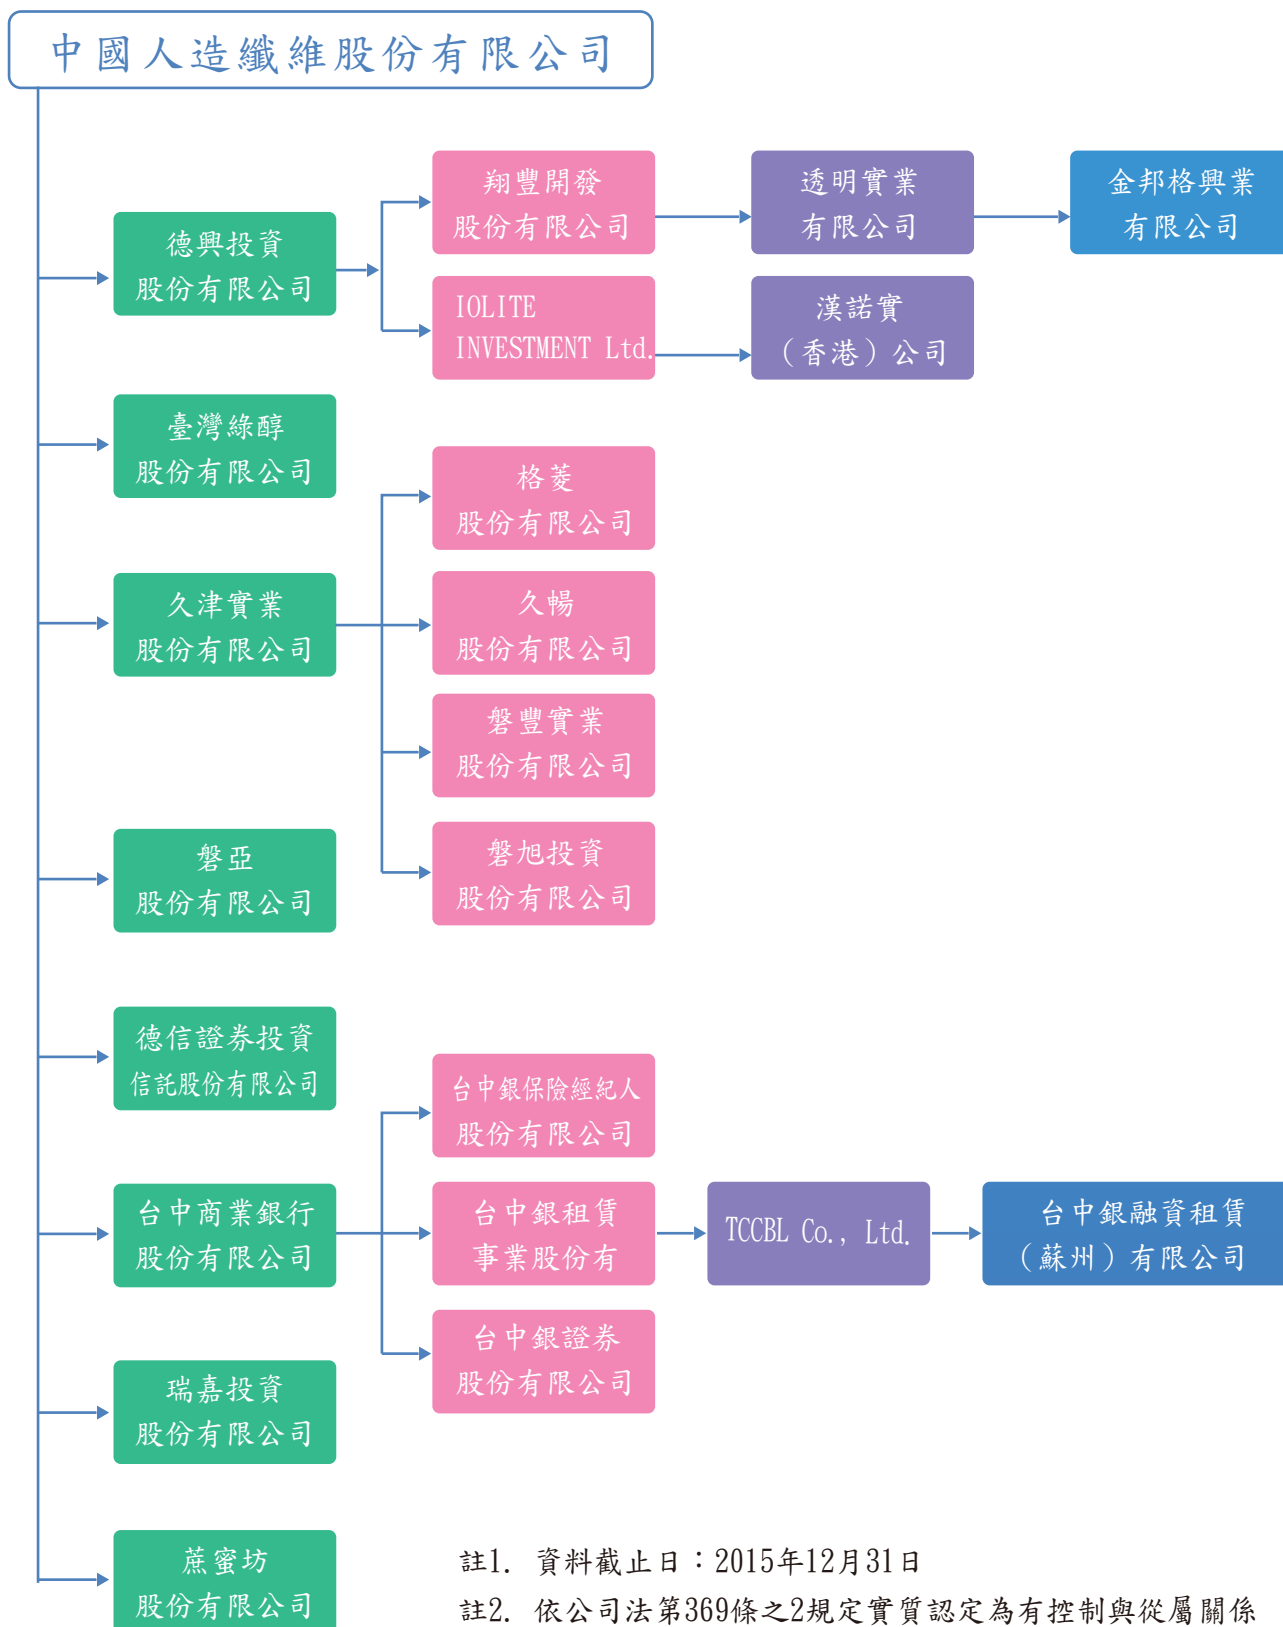 中國人造纖維股份有限公司
德興投資
股份有限公司
翔豐開發
股份有限公司
透明實業
有限公司
金邦格興業
有限公司
IOLITE
INVESTMENT Ltd.
漢諾實
（香港）公司
臺灣綠醇
股份有限公司
久津實業
股份有限公司
格菱
股份有限公司
久暢
股份有限公司
磐豐實業
股份有限公司
磐旭投資
股份有限公司
磐亞
股份有限公司
德信證券投資
信託股份有限公司
台中商業銀行
股份有限公司
台中銀保險經紀人
股份有限公司
台中銀租賃
事業股份有
TCCBL Co., Ltd.
台中銀融資租賃
（蘇州）有限公司
台中銀證券
股份有限公司
瑞嘉投資
股份有限公司
蔗蜜坊
股份有限公司
註1. 資料截止日：2015年12月31日
註2. 依公司法第369條之2規定實質認定為有控制與從屬關係